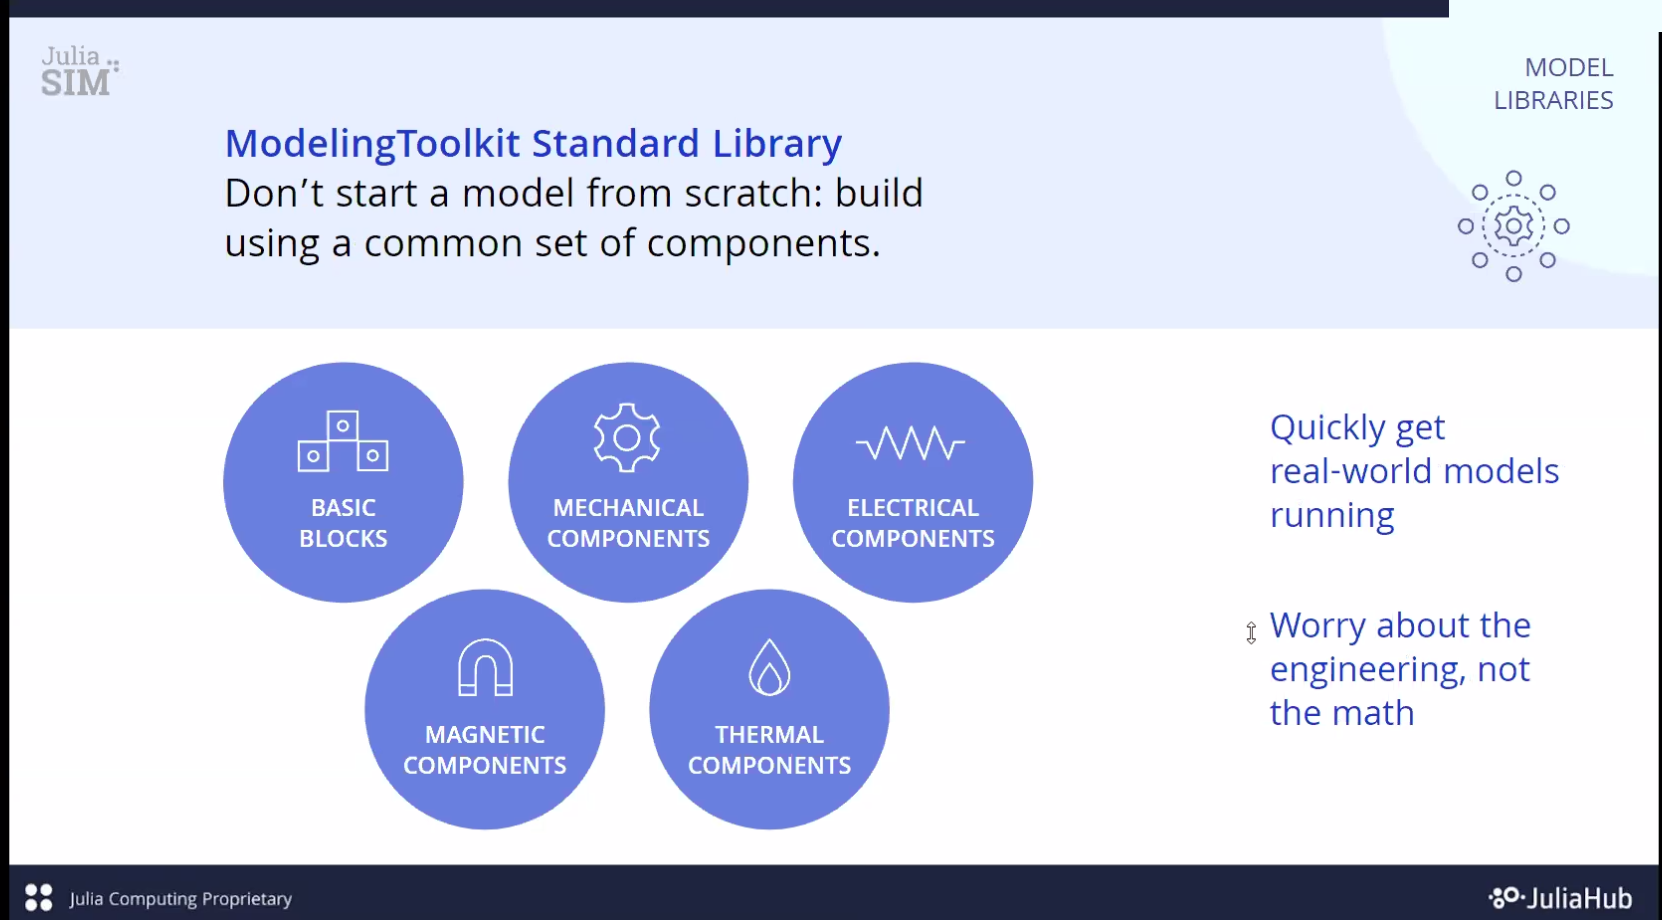 Julia
SIM
MODEL
LIBRARIES
ModelingToolkit Standard Library
Don’t start a model from scratch: build
using a common set of components.
BASIC
BLOCKS
MECHANICAL
COMPONENTS
ELECTRICAL
COMPONENTS
MAGNETIC
COMPONENTS
THERMAL
COMPONENTS
Quickly get
real-world models
running
Worry about the
engineering, not
the math
Julia Computing Proprietary
JuliaHub